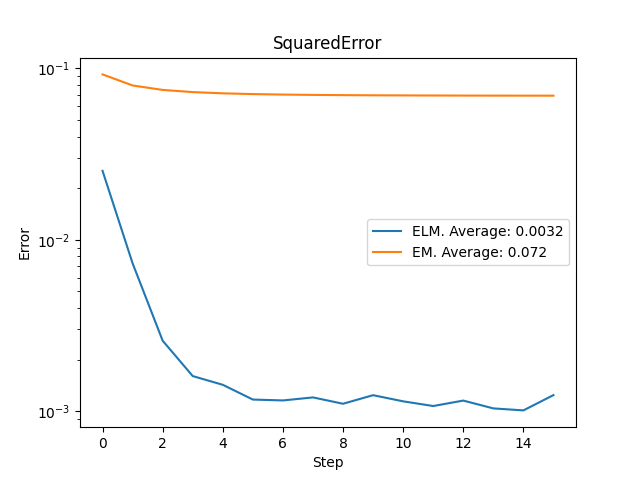 SquaredError
10⁻¹
10⁻²
10⁻³
Error
ELM. Average: 0.0032
EM. Average: 0.072
0 2 4 6 8 10 12 14
Step